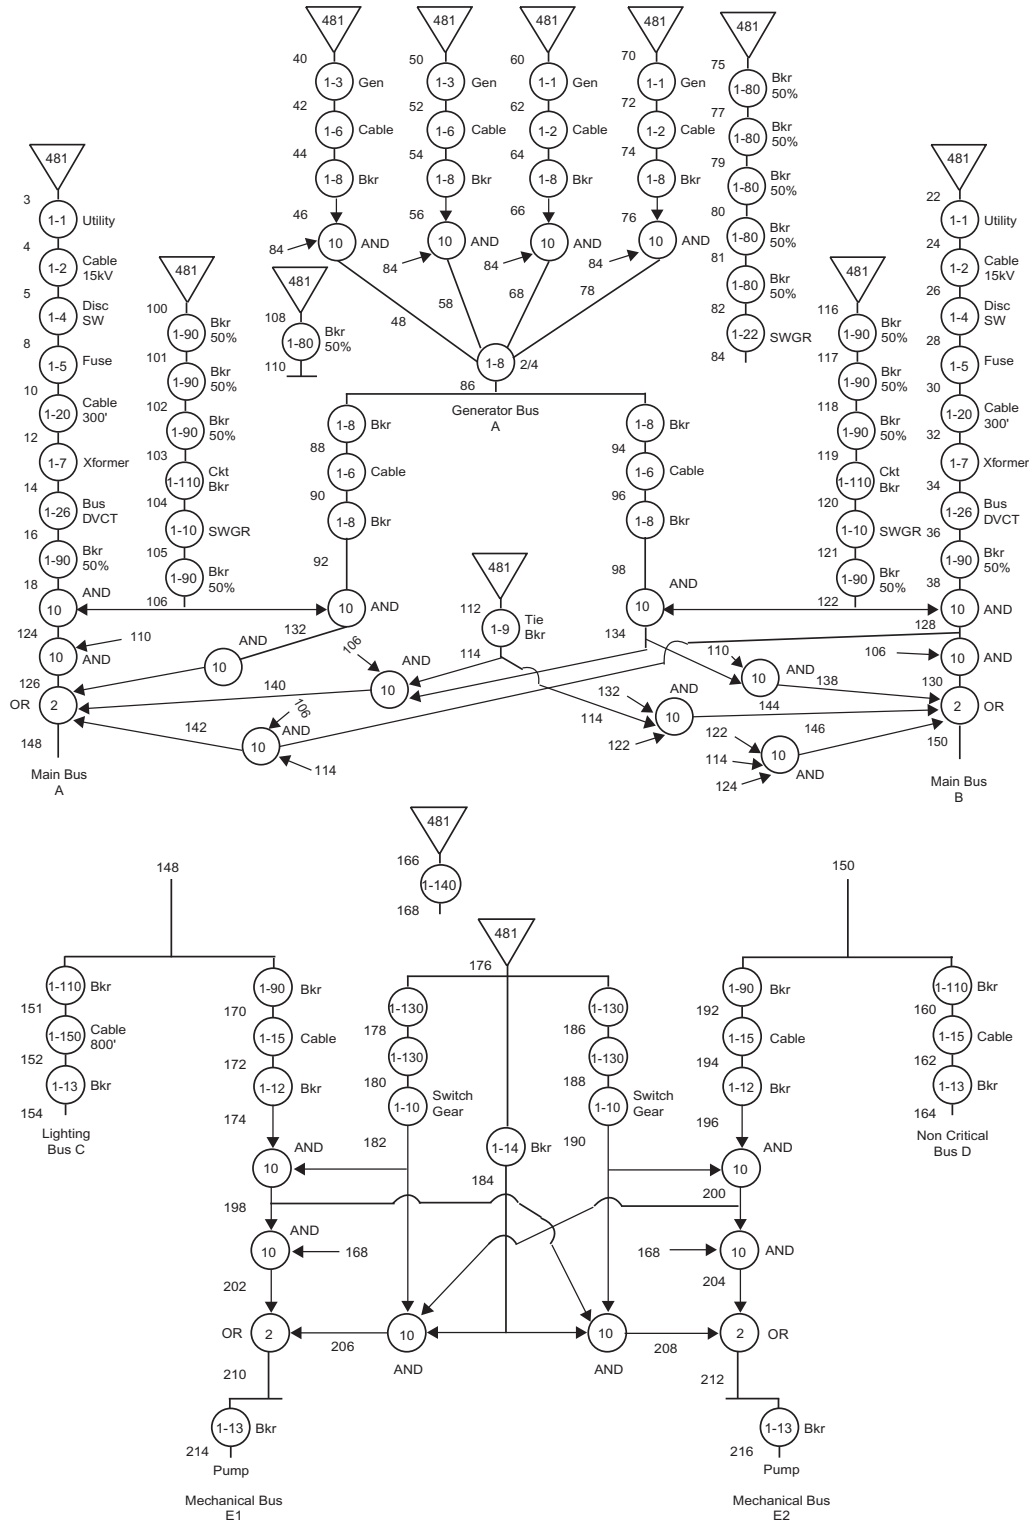 481 481 481 481 481
40 50 60 70 75
1-3 Gen 1-3 Gen 1-1 Gen 1-1 Gen 1-80 Bkr 50%
42 52 62 72 77
1-6 Cable 1-6 Cable 1-2 Cable 1-2 Cable 1-80 Bkr 50%
44 54 64 74 79
1-8 Bkr 1-8 Bkr 1-8 Bkr 1-8 Bkr 1-80 Bkr 50%
46 56 66 76 80
84 10 AND 84 10 AND 84 10 AND 84 10 AND 1-80 Bkr 50%
81
1-80 Bkr 50%
82
1-22 SWGR
84
48 58 68 78
481
108
1-80 Bkr 50%
110
1-8 2/4
86
Generator Bus
A
481
3
1-1 Utility
4
1-2 Cable 15kV
5
1-4 Disc SW
8
1-5 Fuse
10
1-20 Cable 300'
12
1-7 Xformer
14
1-26 Bus DVCT
16
1-90 Bkr 50%
18
10 AND
124
10 AND
110
126
OR 2
148
Main Bus
A
481
100
1-90 Bkr 50%
101
1-90 Bkr 50%
102
1-90 Bkr 50%
103
1-110 Ckt Bkr
104
1-10 SWGR
105
1-90 Bkr 50%
106
1-8 Bkr
88
1-6 Cable
90
1-8 Bkr
92
10 AND
132
AND
10
1-8 Bkr
94
1-6 Cable
96
1-8 Bkr
98
AND
10
134
481
112
1-9 Tie Bkr
114
106
AND
10
140
142
106
10 AND
114
110
AND
10
138
132
AND
10
144
114
122
146
122
114
124
10
AND
481
116
1-90 Bkr 50%
117
1-90 Bkr 50%
118
1-90 Bkr 50%
119
1-110 Ckt Bkr
120
1-10 SWGR
121
1-90 Bkr 50%
122
481
22
1-1 Utility
24
1-2 Cable 15kV
26
1-4 Disc SW
28
1-5 Fuse
30
1-20 Cable 300'
32
1-7 Xformer
34
1-26 Bus DVCT
36
1-90 Bkr 50%
38
10 AND
128
106
10 AND
130
2 OR
150
Main Bus
B
481
166
1-140
168
148
1-110 Bkr
151
1-150 Cable 800'
152
1-13 Bkr
154
Lighting
Bus C
1-90 Bkr
170
1-15 Cable
172
1-12 Bkr
174
AND
10
198
AND
10
168
202
OR 2
210
1-13 Bkr
214
Pump
Mechanical Bus
E1
481
176
1-130
178
1-130
180
1-10 Switch Gear
182
1-14 Bkr
184
1-130
186
1-130
188
1-10 Switch Gear
190
206
10
AND
10
AND
208
150
1-90 Bkr
192
1-15 Cable
194
1-12 Bkr
196
AND
10
200
168
10 AND
204
2 OR
212
1-13 Bkr
216
Pump
Mechanical Bus
E2
1-110 Bkr
160
1-15 Cable
162
1-13 Bkr
164
Non Critical
Bus D